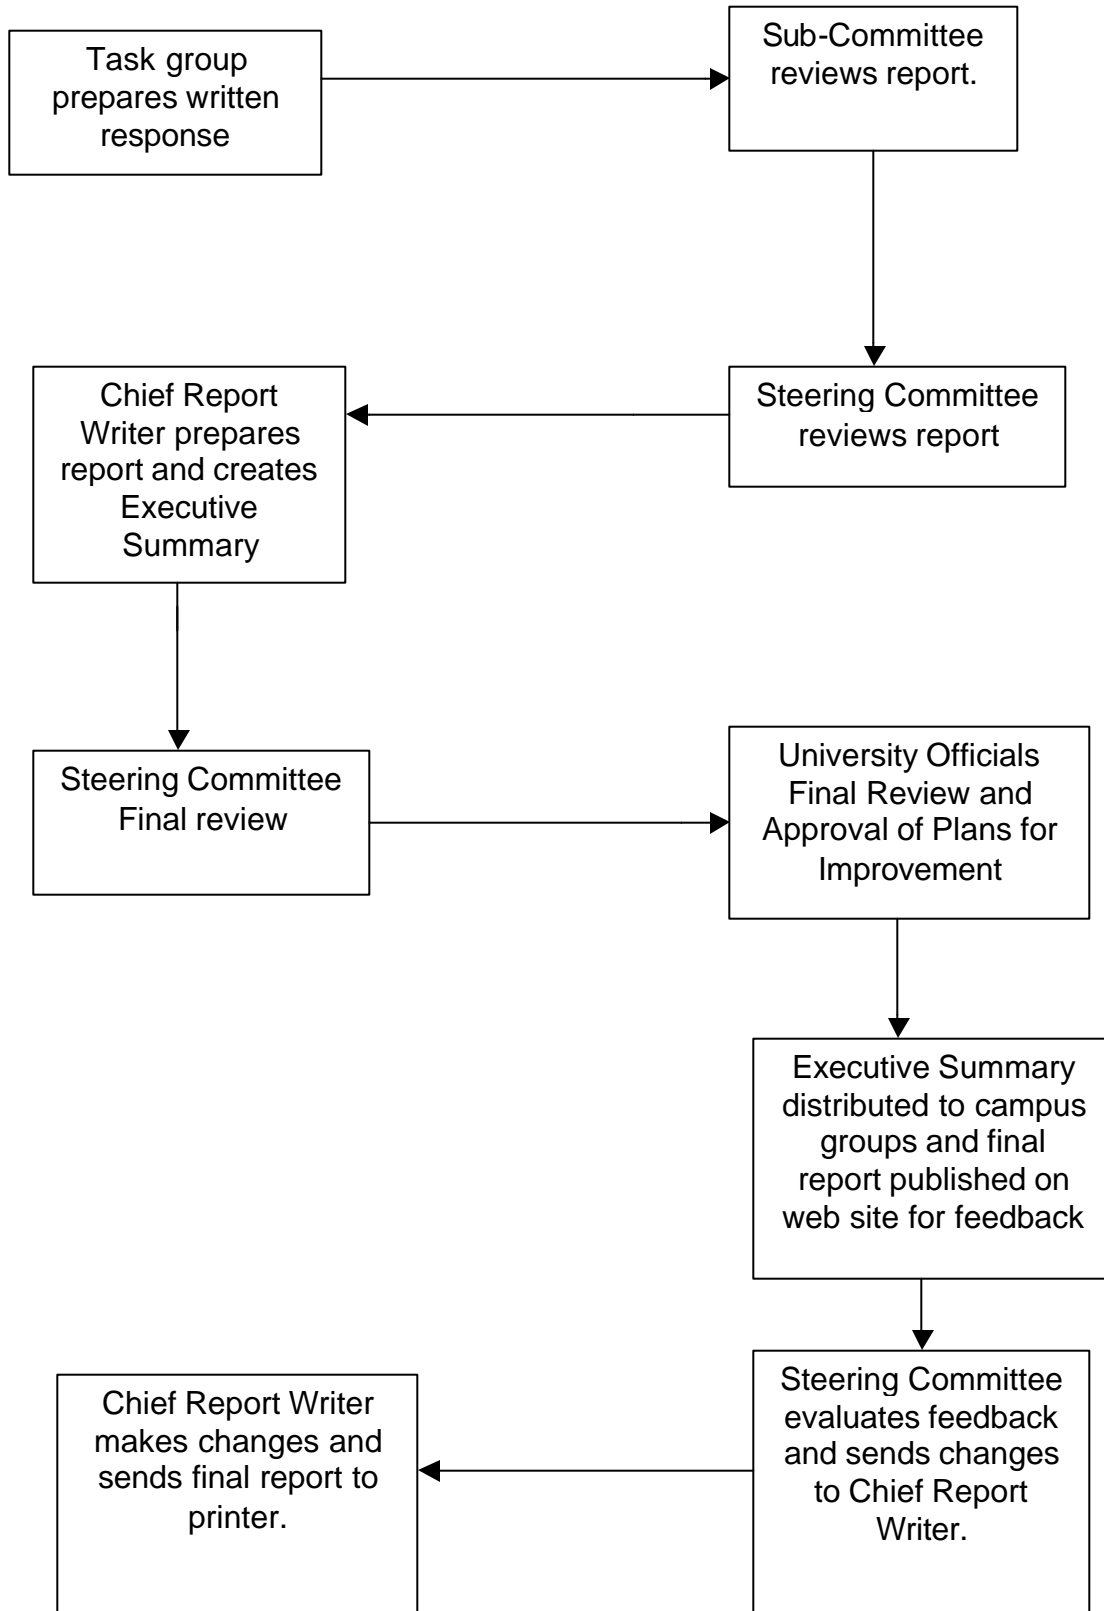 Task group
prepares written
response
Sub-Committee
reviews report.
Steering Committee
reviews report
Chief Report
Writer prepares
report and creates
Executive
Summary
Steering Committee
Final review
University Officials
Final Review and
Approval of Plans for
Improvement
Executive Summary
distributed to campus
groups and final
report published on
web site for feedback
Steering Committee
evaluates feedback
and sends changes
to Chief Report
Writer.
Chief Report Writer
makes changes and
sends final report to
printer.